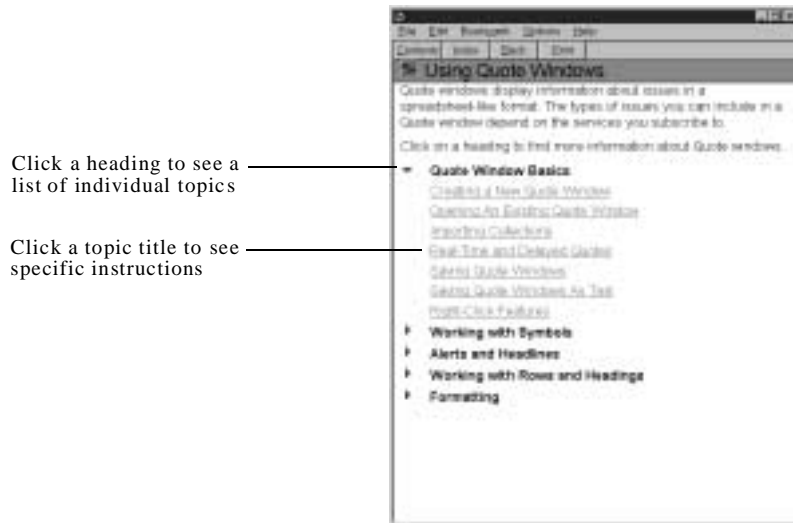 File Edit Bookmark Options Help
Contents Index Back Print
Using Quote Windows
Quote windows display information about issues in a
spreadsheet-like format. The types of issues you can include in a
Quote window depend on the services you subscribe to.
Click on a heading to find more information about Quote windows.
Click a heading to see a
list of individual topics
Quote Window Basics
Creating a New Quote Window
Opening An Existing Quote Window
Importing Collections
Click a topic title to see
specific instructions
Real-Time and Delayed Quotes
Saving Quote Windows
Saving Quote Windows As Text
Right-Click Features
Working with Symbols
Alerts and Headlines
Working with Rows and Headings
Formatting